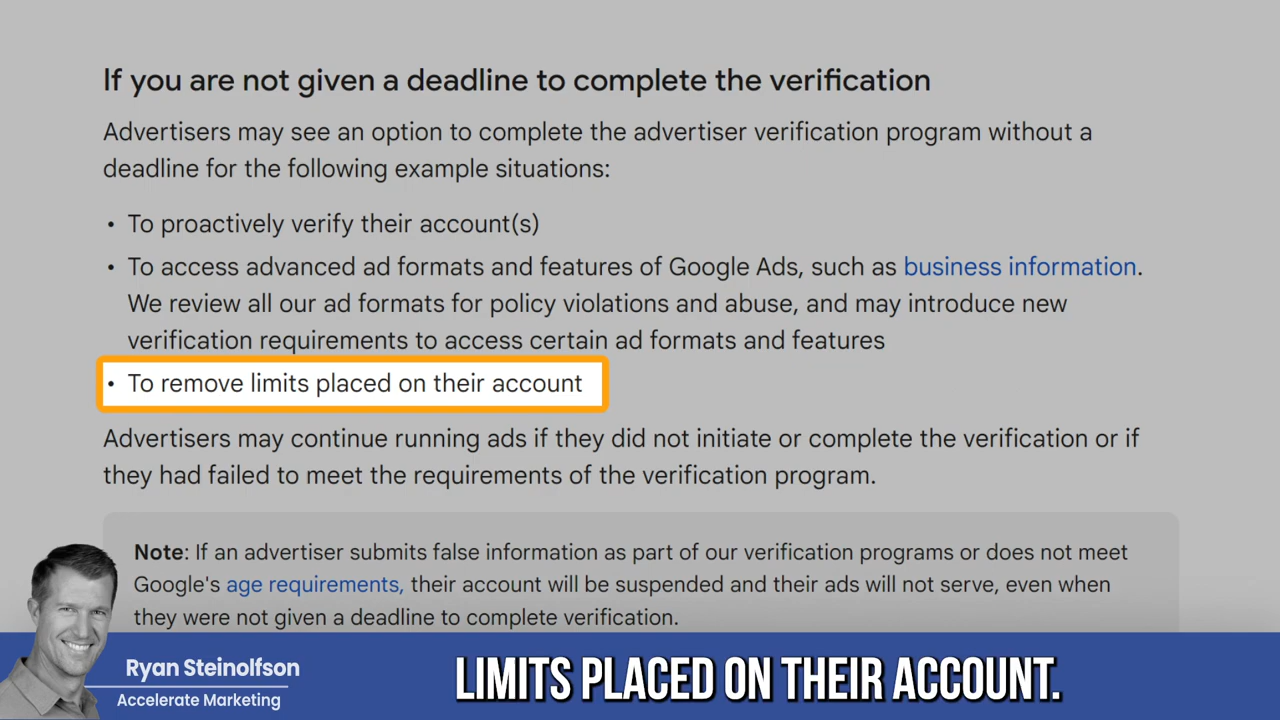 If you are not given a deadline to complete the verification
Advertisers may see an option to complete the advertiser verification program without a
deadline for the following example situations:
• To proactively verify their account(s)
• To access advanced ad formats and features of Google Ads, such as business information.
We review all our ad formats for policy violations and abuse, and may introduce new
verification requirements to access certain ad formats and features
• To remove limits placed on their account
Advertisers may continue running ads if they did not initiate or complete the verification or if
they had failed to meet the requirements of the verification program.
Note: If an advertiser submits false information as part of our verification programs or does not meet
Google's age requirements, their account will be suspended and their ads will not serve, even when
they were not given a deadline to complete verification.
Ryan Steinolfson
Accelerate Marketing
LIMITS PLACED ON THEIR ACCOUNT.